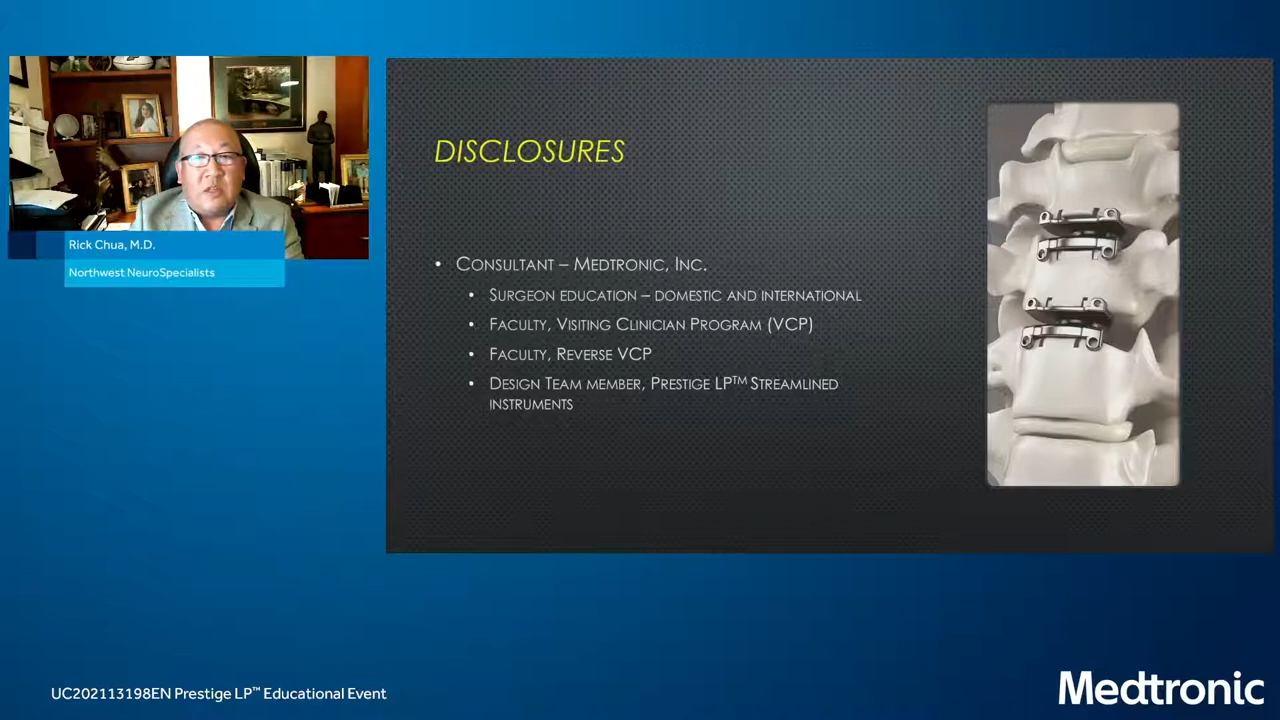 Rick Chua, M.D.
Northwest NeuroSpecialists
DISCLOSURES
• CONSULTANT – MEDTRONIC, INC.
• SURGEON EDUCATION – DOMESTIC AND INTERNATIONAL
• FACULTY, VISITING CLINICIAN PROGRAM (VCP)
• FACULTY, REVERSE VCP
• DESIGN TEAM MEMBER, PRESTIGE LP™ STREAMLINED
INSTRUMENTS
UC202113198EN Prestige LP™ Educational Event
Medtronic